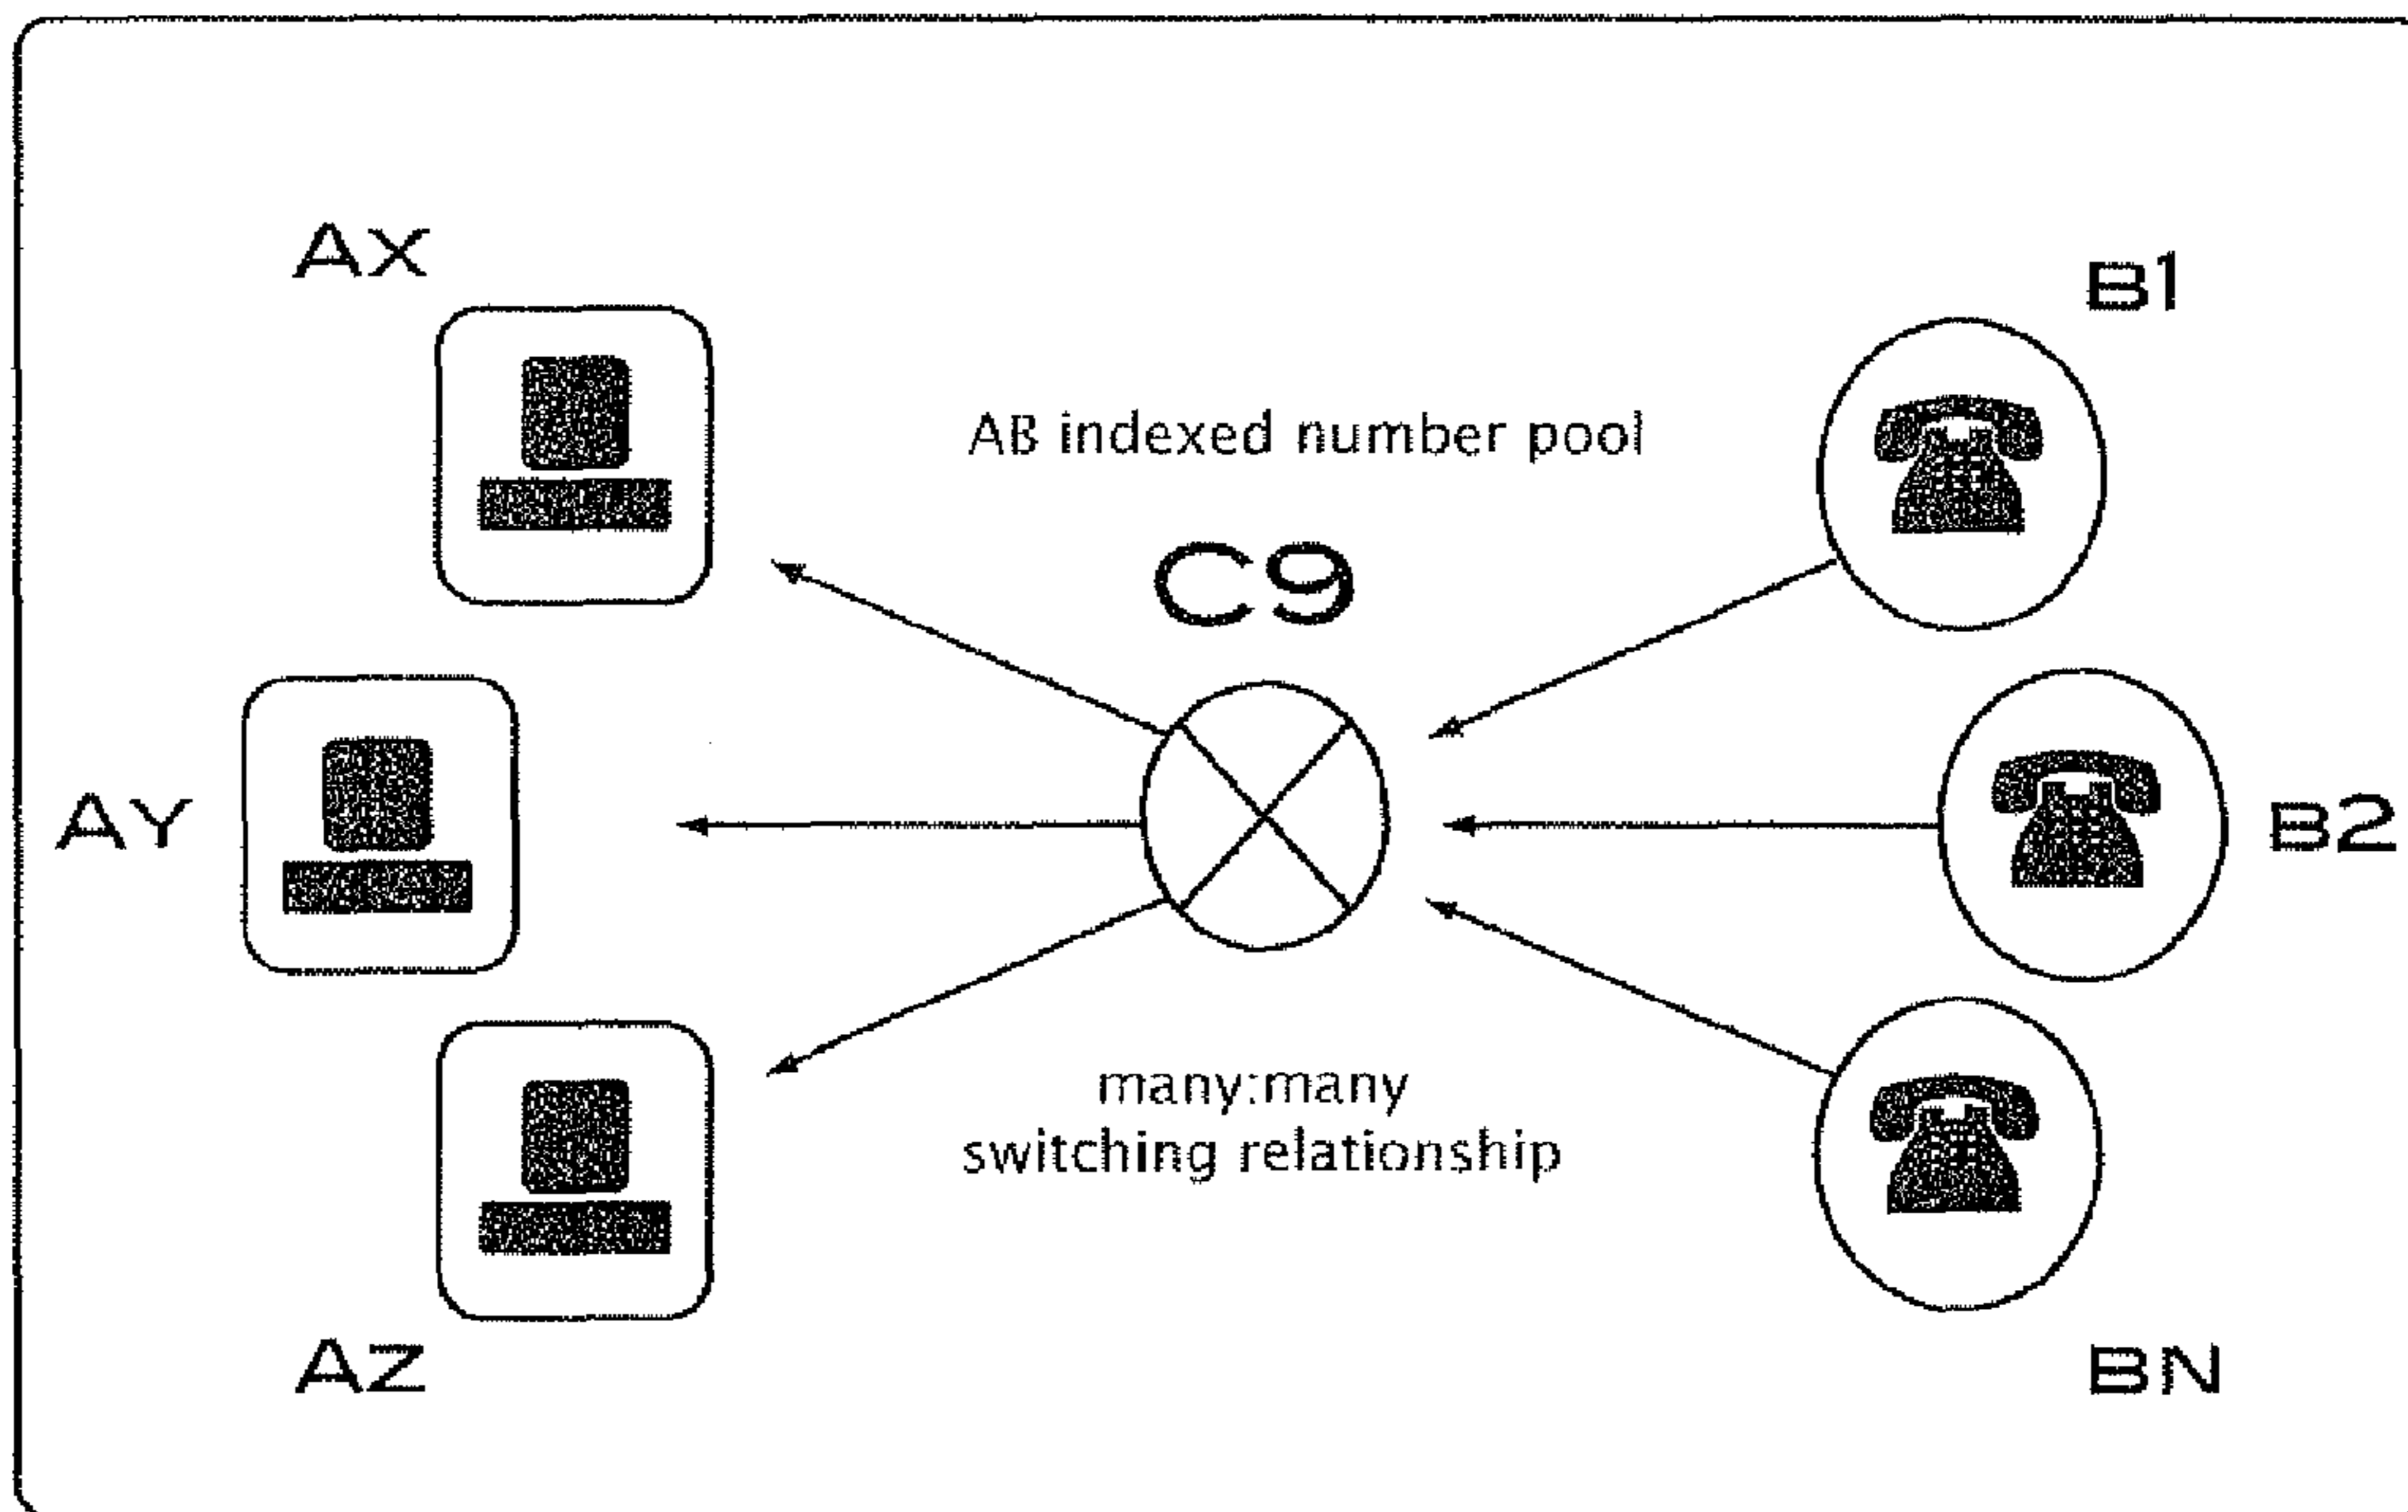 AX
B1
AB indexed number pool
C9
AY
B2
many:many
switching relationship
AZ
BN